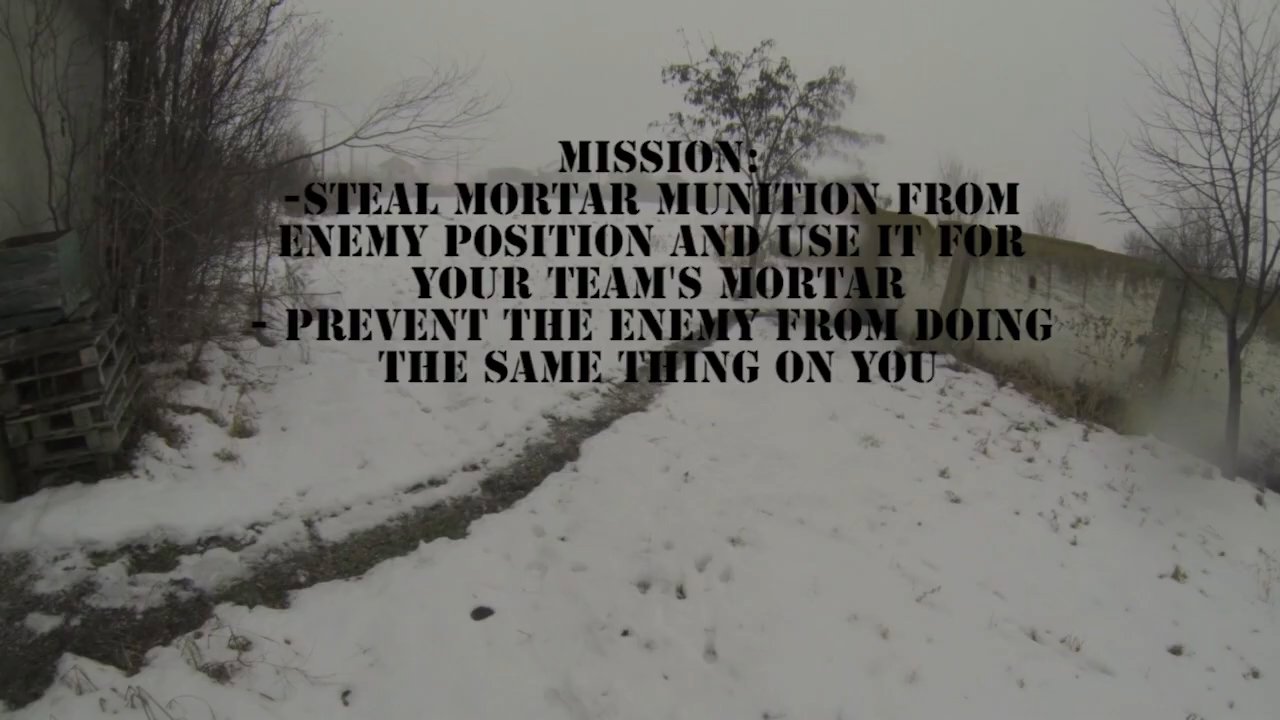 MISSION:
-STEAL MORTAR MUNITION FROM
ENEMY POSITION AND USE IT FOR
YOUR TEAM'S MORTAR
- PREVENT THE ENEMY FROM DOING
THE SAME THING ON YOU